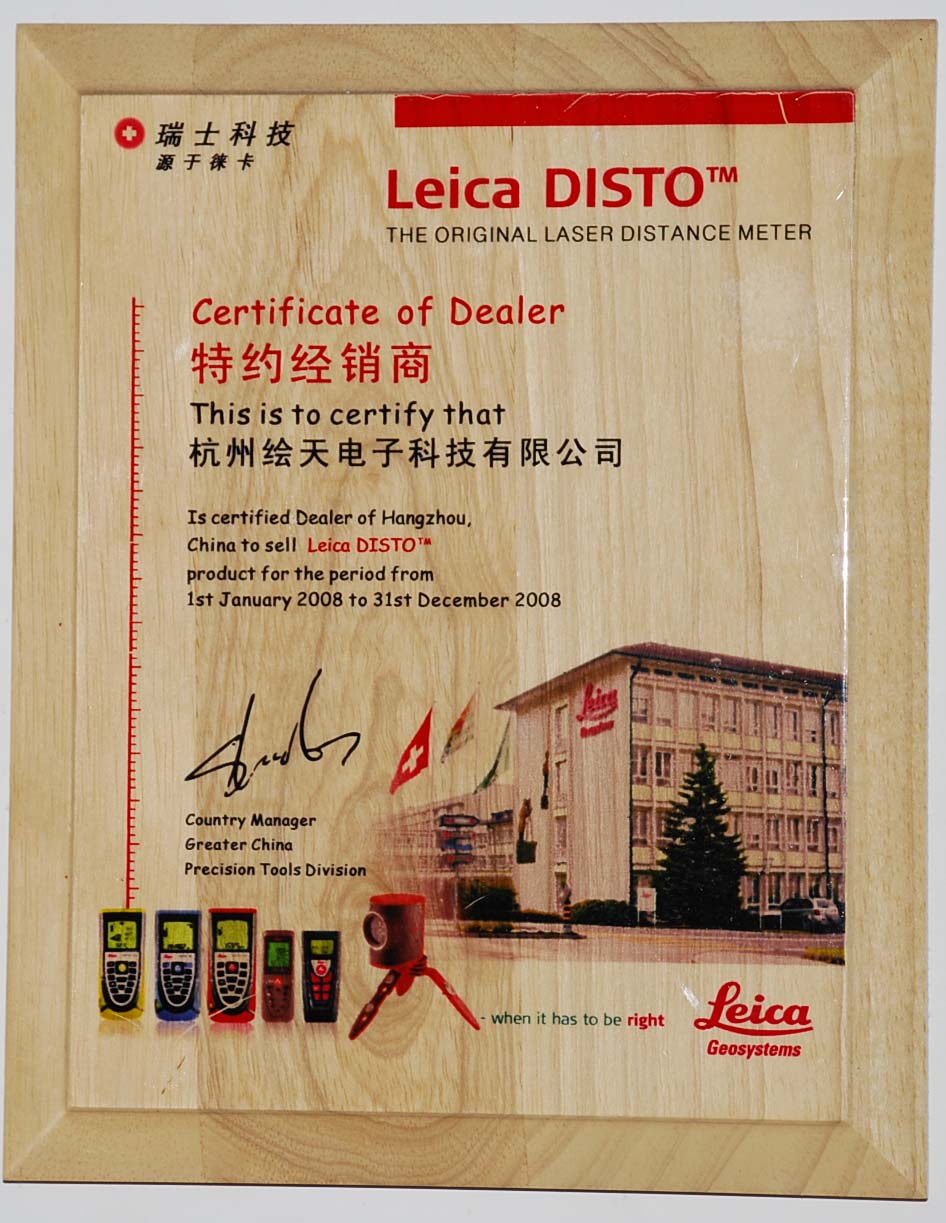 瑞士科技
源于徕卡
Leica DISTO™
THE ORIGINAL LASER DISTANCE METER
Certificate of Dealer
特约经销商
This is to certify that
杭州绘天电子科技有限公司
Is certified Dealer of Hangzhou,
China to sell Leica DISTO™
product for the period from
1st January 2008 to 31st December 2008
Leica
Geosystems
Country Manager
Greater China
Precision Tools Division
- when it has to be right
Leica
Geosystems